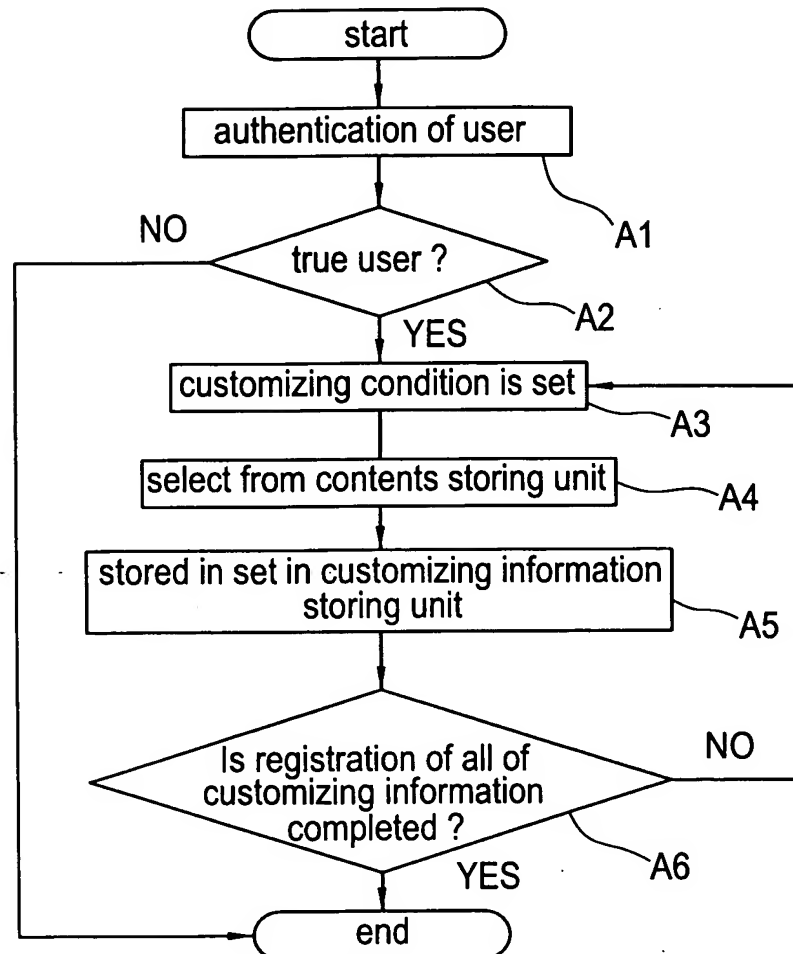 start
authentication of user
A1
NO
true user ?
A2
YES
customizing condition is set
A3
select from contents storing unit
A4
stored in set in customizing information
storing unit
A5
Is registration of all of
customizing information
completed ?
NO
A6
YES
end